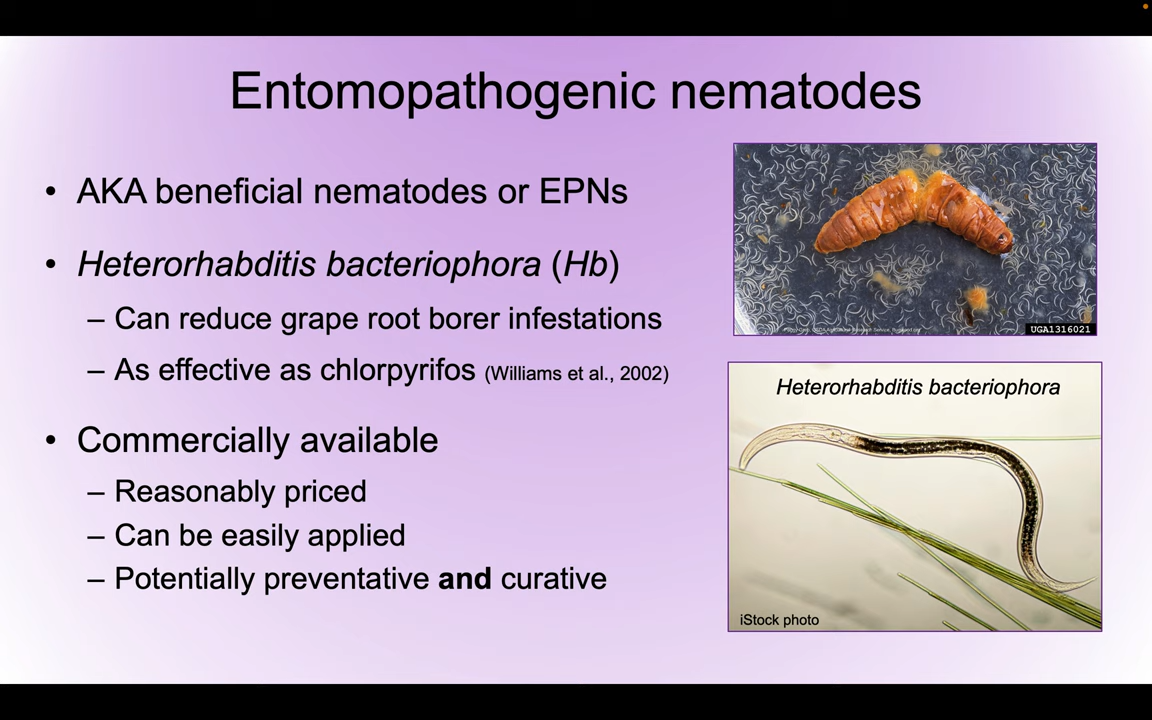 Entomopathogenic nematodes
• AKA beneficial nematodes or EPNs
• Heterorhabditis bacteriophora (Hb)
– Can reduce grape root borer infestations
– As effective as chlorpyrifos (Williams et al., 2002)
• Commercially available
– Reasonably priced
– Can be easily applied
– Potentially preventative and curative
UGA1316021
Heterorhabditis bacteriophora
iStock photo